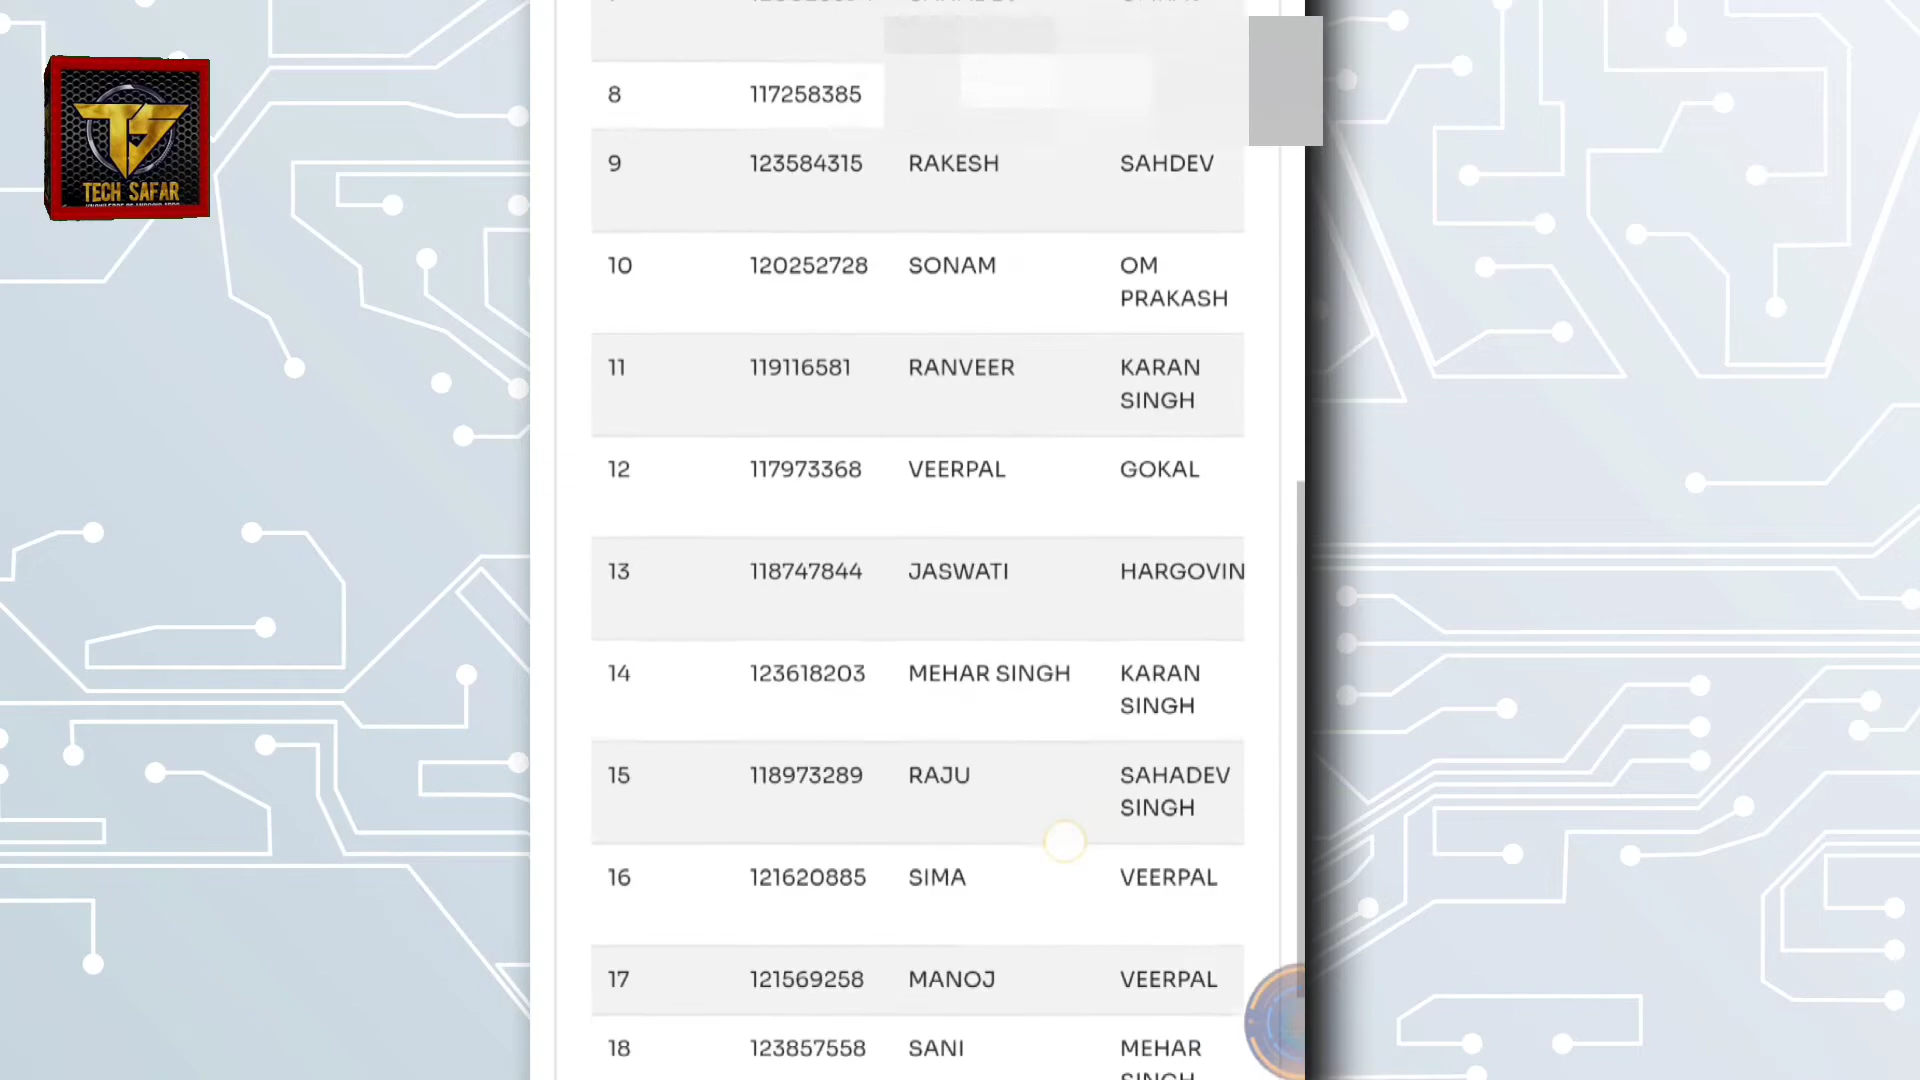 TECH SAFAR
8 117258385
9 123584315 RAKESH SAHDEV
10 120252728 SONAM OM
PRAKASH
11 119116581 RANVEER KARAN
SINGH
12 117973368 VEERPAL GOKAL
13 118747844 JASWATI HARGOVIN
14 123618203 MEHAR SINGH KARAN
SINGH
15 118973289 RAJU SAHADEV
SINGH
16 121620885 SIMA VEERPAL
17 121569258 MANOJ VEERPAL
18 123857558 SANI MEHAR
SINGH